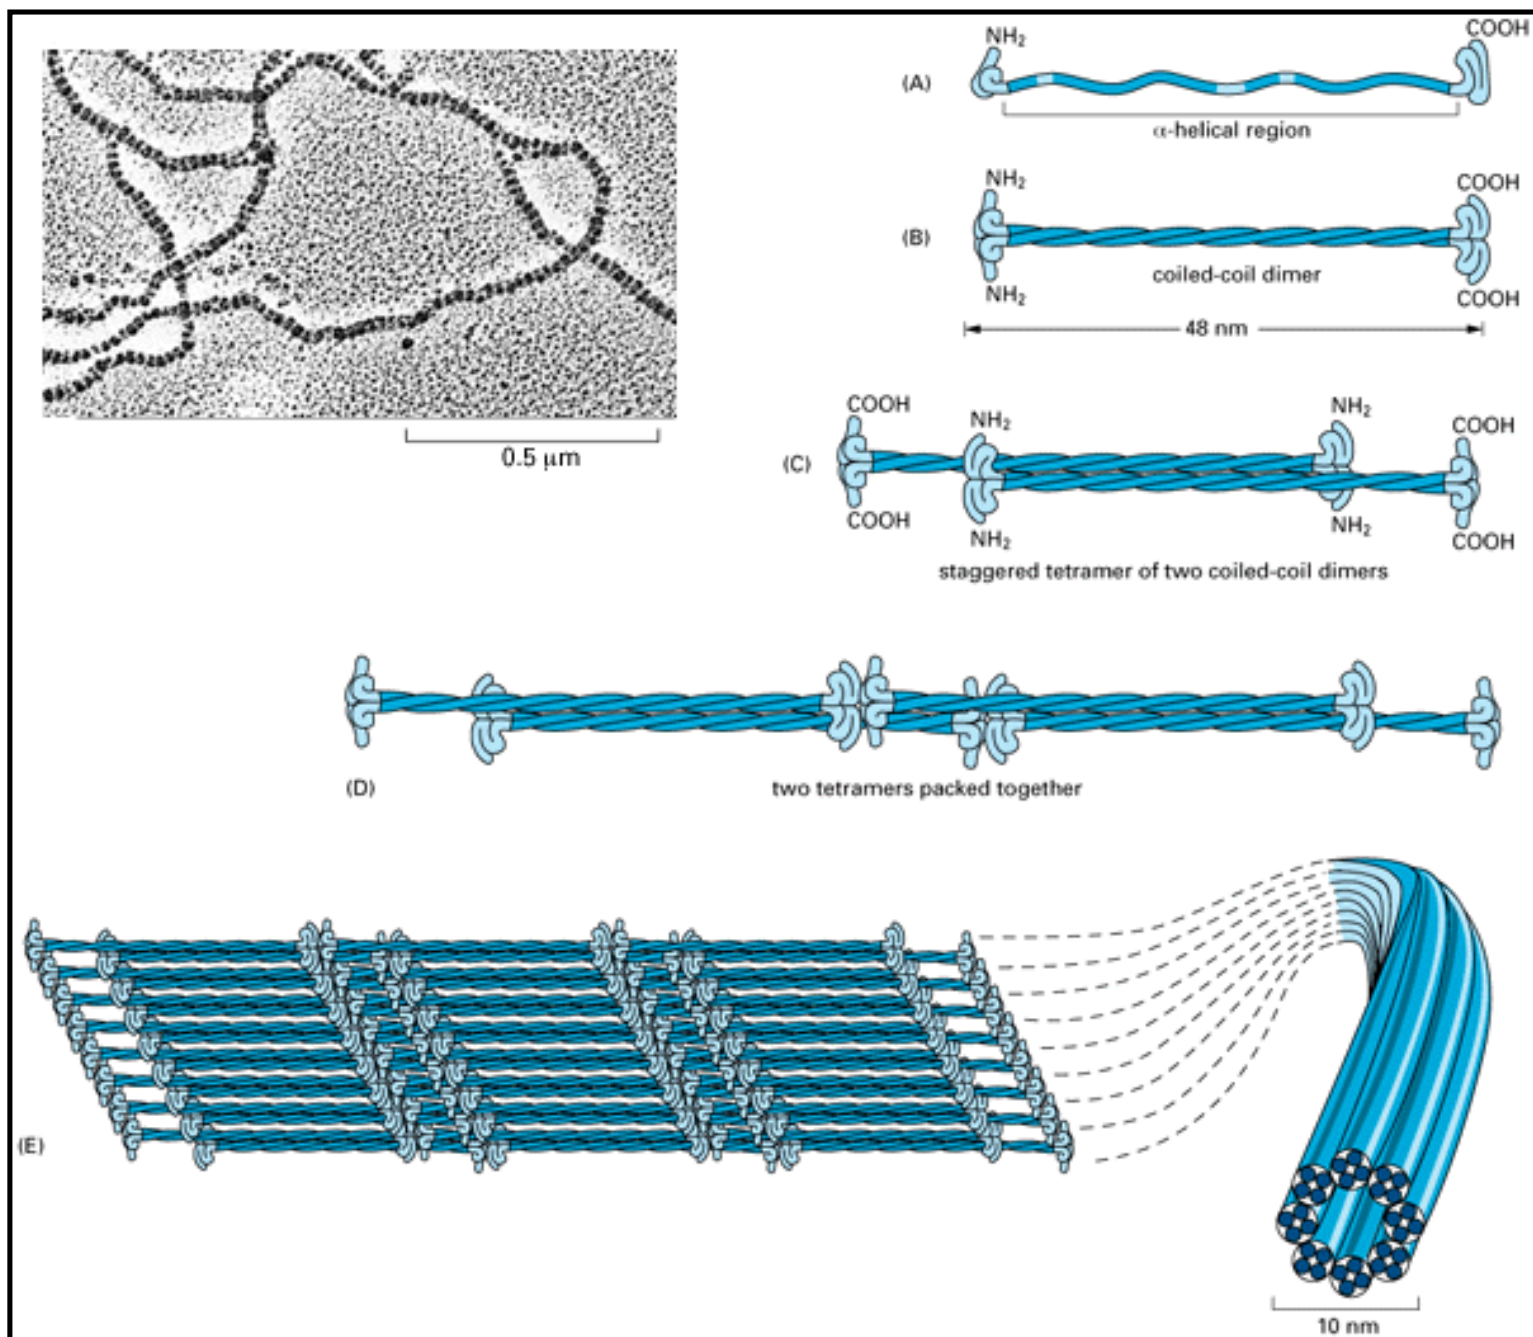 0.5 μm
NH₂
COOH
(A)
α-helical region
NH₂
COOH
(B)
coiled-coil dimer
NH₂
COOH
48 nm
COOH
NH₂
NH₂
COOH
(C)
COOH
NH₂
NH₂
COOH
staggered tetramer of two coiled-coil dimers
(D)
two tetramers packed together
(E)
10 nm